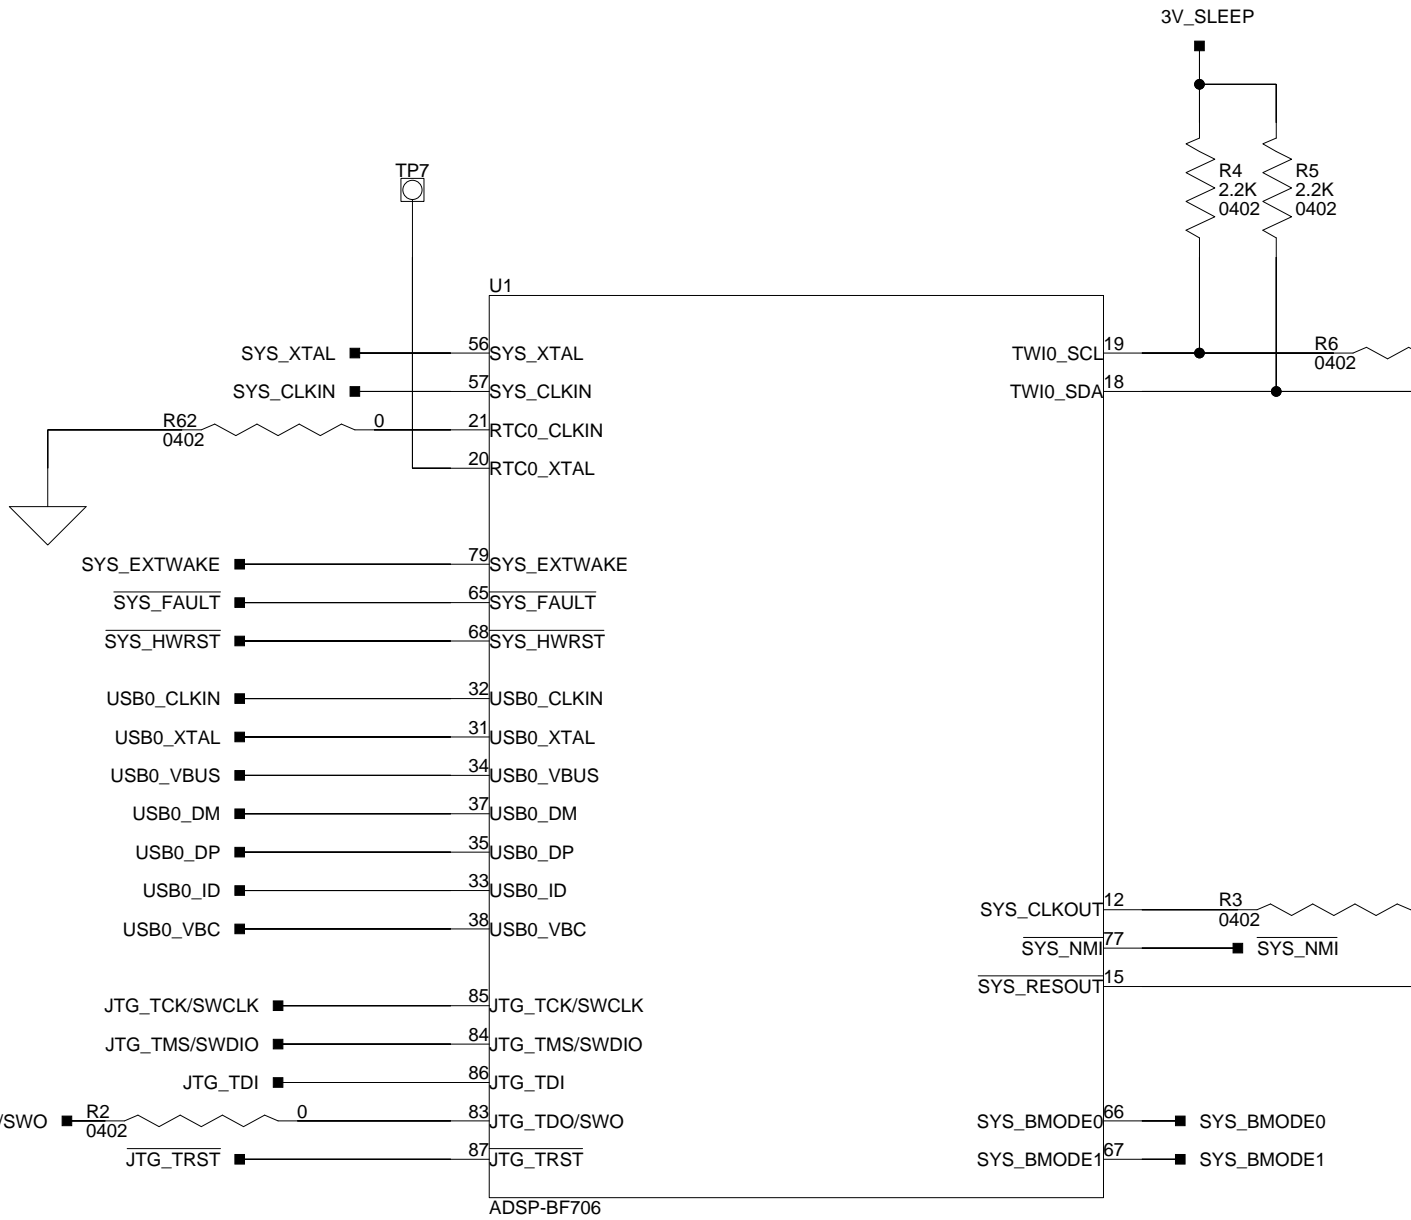 3V_SLEEP
TP7
R4
2.2K
0402
R5
2.2K
0402
U1
SYS_XTAL 56 SYS_XTAL
TWI0_SCL 19 R6
0402
SYS_CLKIN 57 SYS_CLKIN
TWI0_SDA 18
R62 0 21 RTC0_CLKIN
0402
20 RTC0_XTAL
SYS_EXTWAKE 79 SYS_EXTWAKE
SYS_FAULT 65 SYS_FAULT
SYS_HWRST 68 SYS_HWRST
USB0_CLKIN 32 USB0_CLKIN
USB0_XTAL 31 USB0_XTAL
USB0_VBUS 34 USB0_VBUS
USB0_DM 37 USB0_DM
USB0_DP 35 USB0_DP
USB0_ID 33 USB0_ID
SYS_CLKOUT 12 R3
0402
USB0_VBC 38 USB0_VBC
SYS_NMI 77 SYS_NMI
SYS_RESOUT 15
JTG_TCK/SWCLK 85 JTG_TCK/SWCLK
JTG_TMS/SWDIO 84 JTG_TMS/SWDIO
JTG_TDI 86 JTG_TDI
/SWO R2 0 83 JTG_TDO/SWO
0402
SYS_BMODE0 66 SYS_BMODE0
JTG_TRST 87 JTG_TRST
SYS_BMODE1 67 SYS_BMODE1
ADSP-BF706